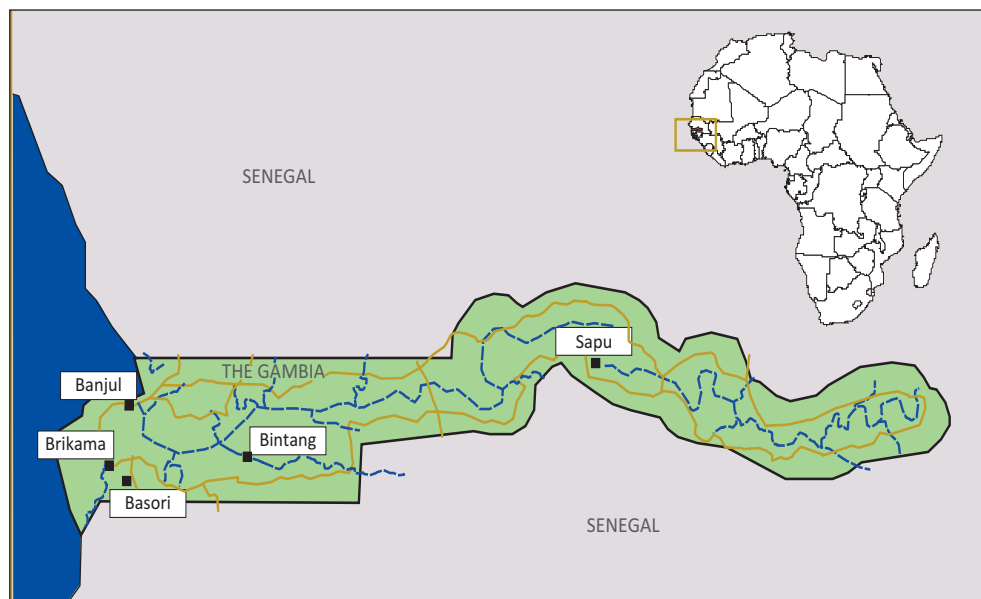 SENEGAL
Sapu
THE GAMBIA
Banjul
Brikama
Bintang
Basori
SENEGAL